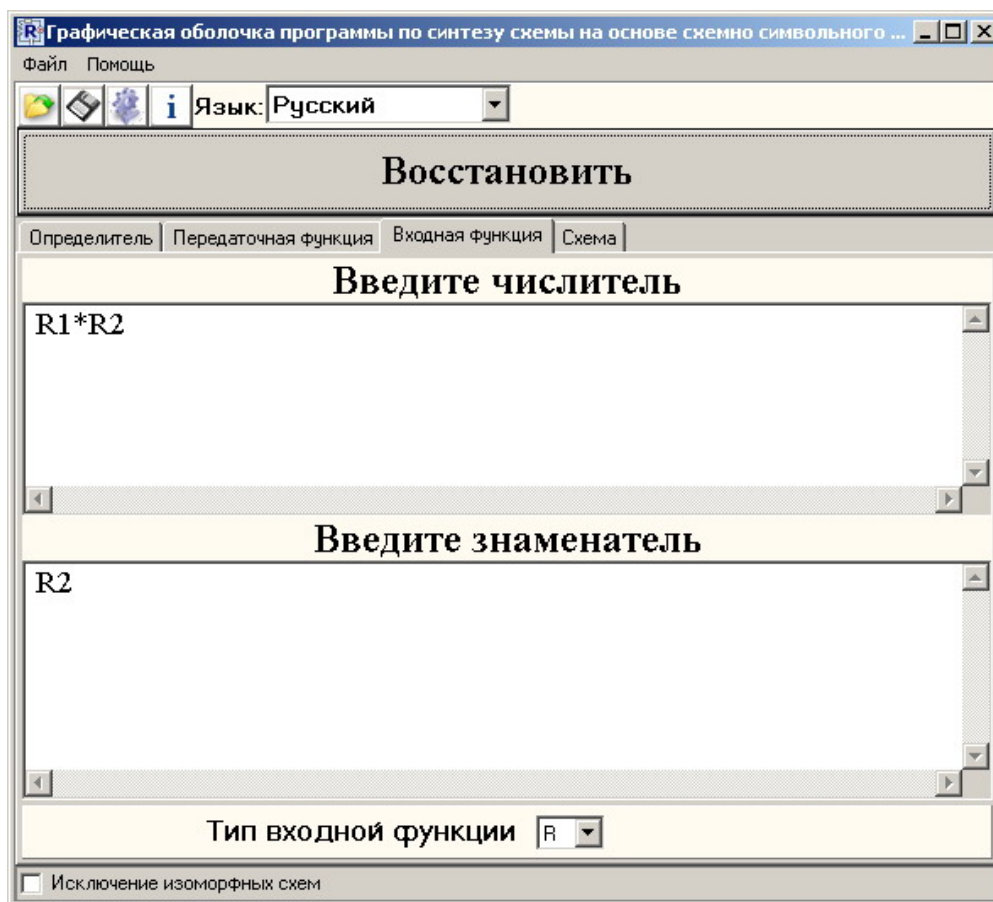 Графическая оболочка программы по синтезу схемы на основе схемно символьного ...
Файл Помощь
Язык: Русский
Восстановить
Определитель Передаточная функция Входная функция Схема
Введите числитель
R1*R2
Введите знаменатель
R2
Тип входной функции R
Исключение изоморфных схем